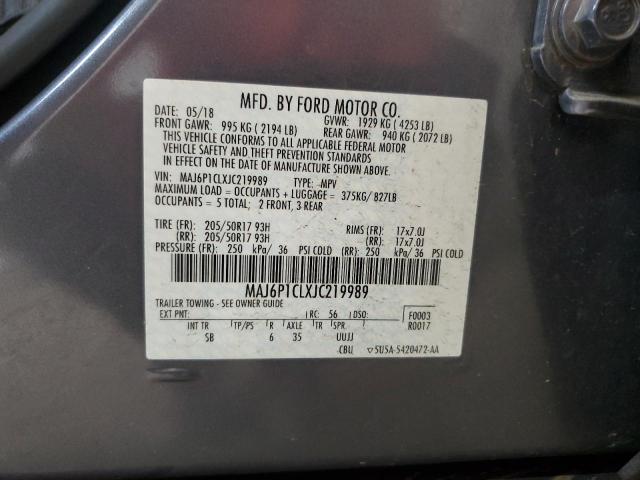 MFD. BY FORD MOTOR CO.
DATE: 05/18 GVWR: 1929 KG ( 4253 LB)
FRONT GAWR: 995 KG ( 2194 LB) REAR GAWR: 940 KG ( 2072 LB)
THIS VEHICLE CONFORMS TO ALL APPLICABLE FEDERAL MOTOR
VEHICLE SAFETY AND THEFT PREVENTION STANDARDS
IN EFFECT ON THE DATE OF MANUFACTURE SHOWN ABOVE.
VIN: MAJ6P1CLXJC219989 TYPE: MPV
MAXIMUM LOAD = OCCUPANTS + LUGGAGE = 375KG/ 827LB
OCCUPANTS = 5 TOTAL; 2 FRONT, 3 REAR
TIRE (FR): 205/50R17 93H RIMS (FR): 17x7.0J
(RR): 205/50R17 93H (RR): 17x7.0J
PRESSURE (FR): 250 kPa/ 36 PSI COLD (RR): 250 kPa/ 36 PSI COLD
MAJ6P1CLXJC219989
TRAILER TOWING - SEE OWNER GUIDE
EXT PNT: RC: 56 DSO: F0003
R0017
INT TR TP/PS R AXLE TR SPR.
SB 6 35 UUJJ
CBU ▽5U5A-5420472-AA